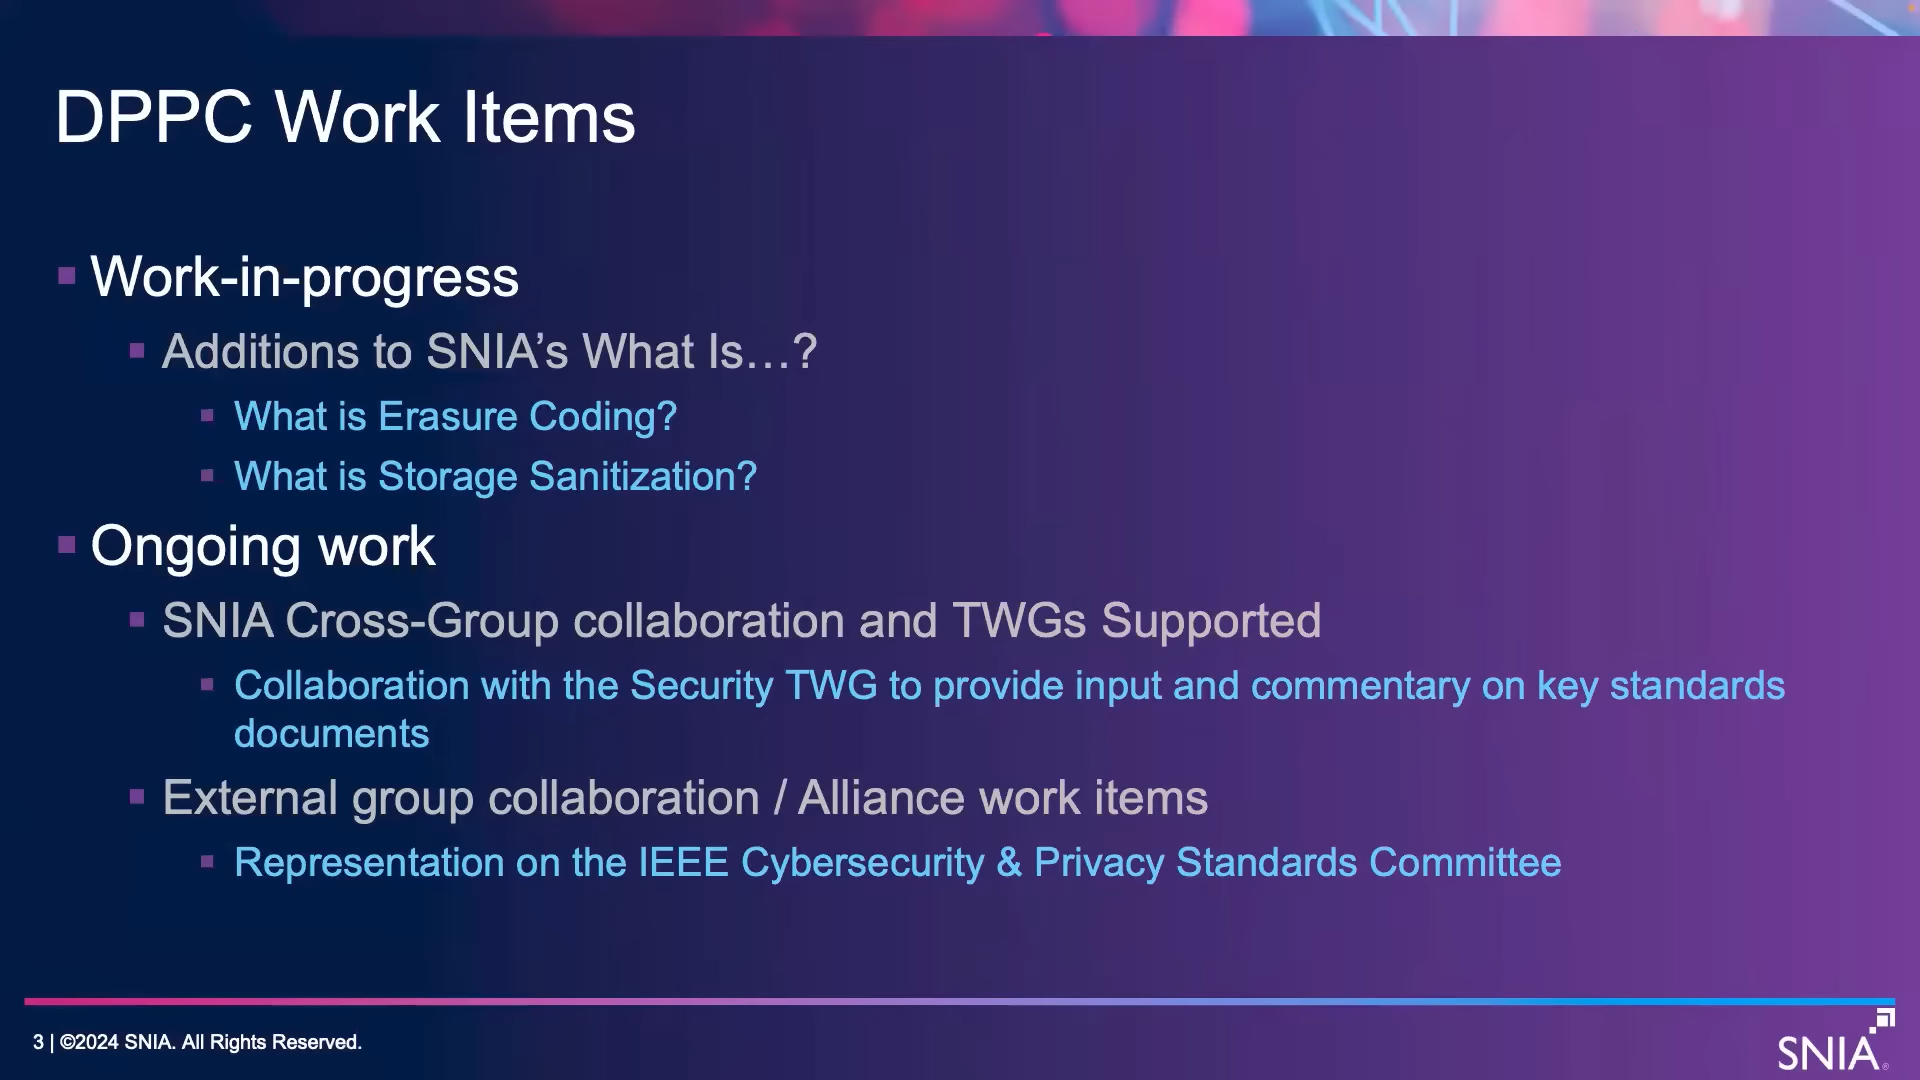 DPPC Work Items
Work-in-progress
Additions to SNIA’s What Is…?
What is Erasure Coding?
What is Storage Sanitization?
Ongoing work
SNIA Cross-Group collaboration and TWGs Supported
Collaboration with the Security TWG to provide input and commentary on key standards
documents
External group collaboration / Alliance work items
Representation on the IEEE Cybersecurity & Privacy Standards Committee
3 | ©2024 SNIA. All Rights Reserved.
SNIA®